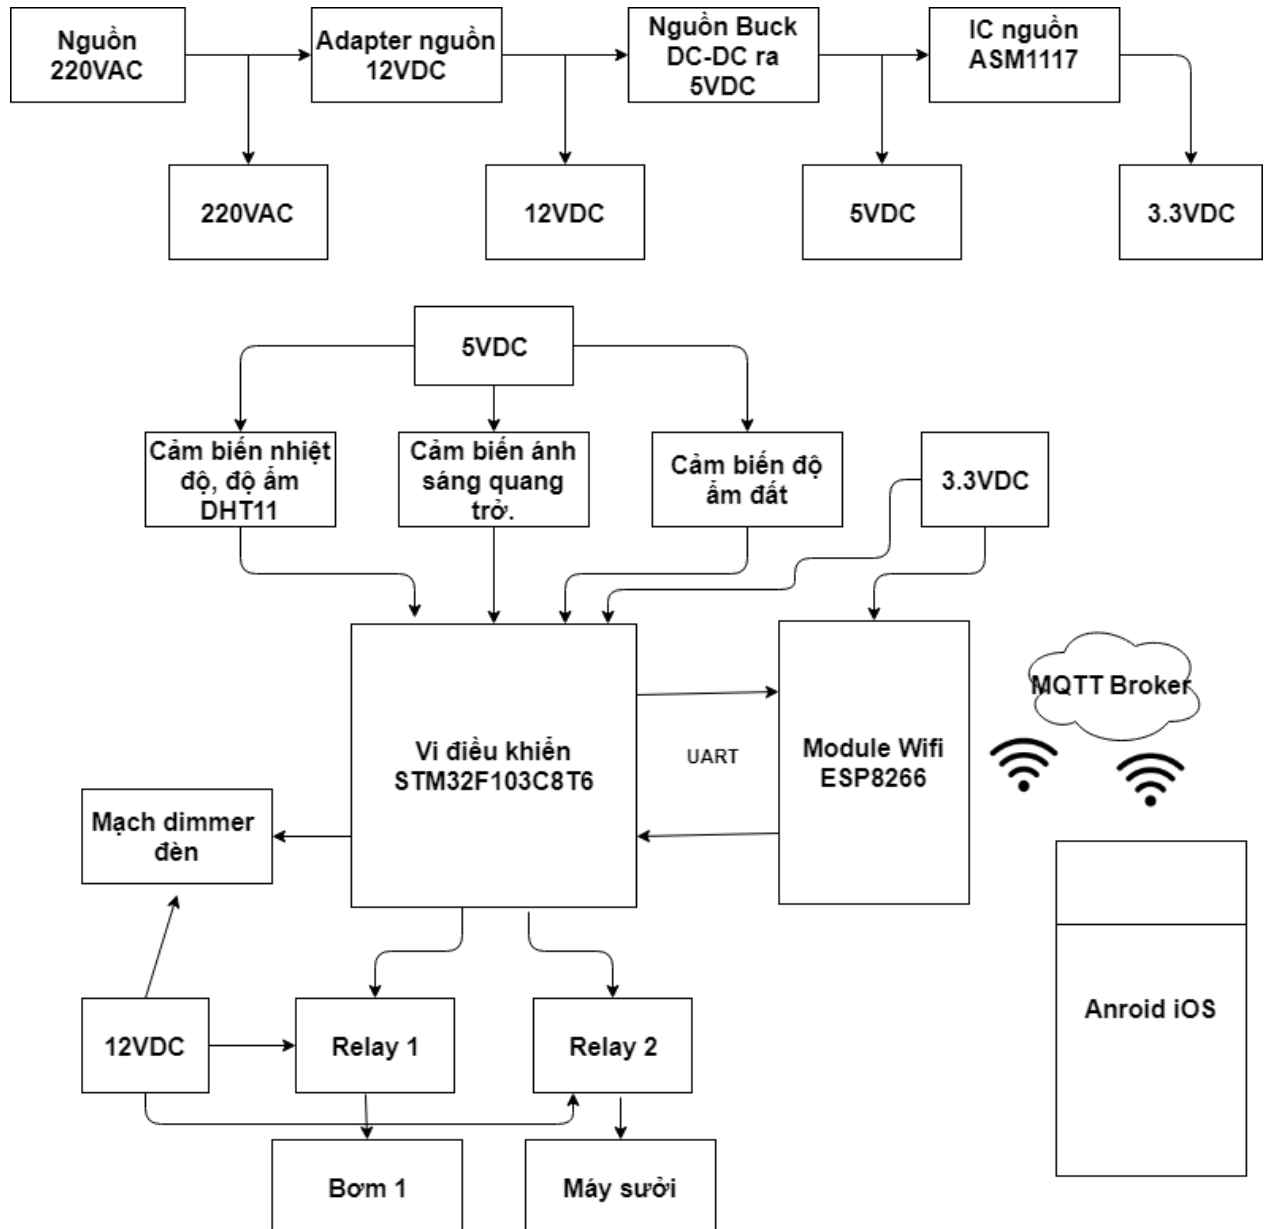 Nguồn
220VAC
Adapter nguồn
12VDC
Nguồn Buck
DC-DC ra
5VDC
IC nguồn
ASM1117
220VAC
12VDC
5VDC
3.3VDC
5VDC
Cảm biến nhiệt
độ, độ ẩm
DHT11
Cảm biến ánh
sáng quang
trở.
Cảm biến độ
ẩm đất
3.3VDC
MQTT Broker
Vi điều khiển
STM32F103C8T6
UART
Module Wifi
ESP8266
Mạch dimmer
đèn
12VDC
Relay 1
Relay 2
Anroid iOS
Bơm 1
Máy sưởi